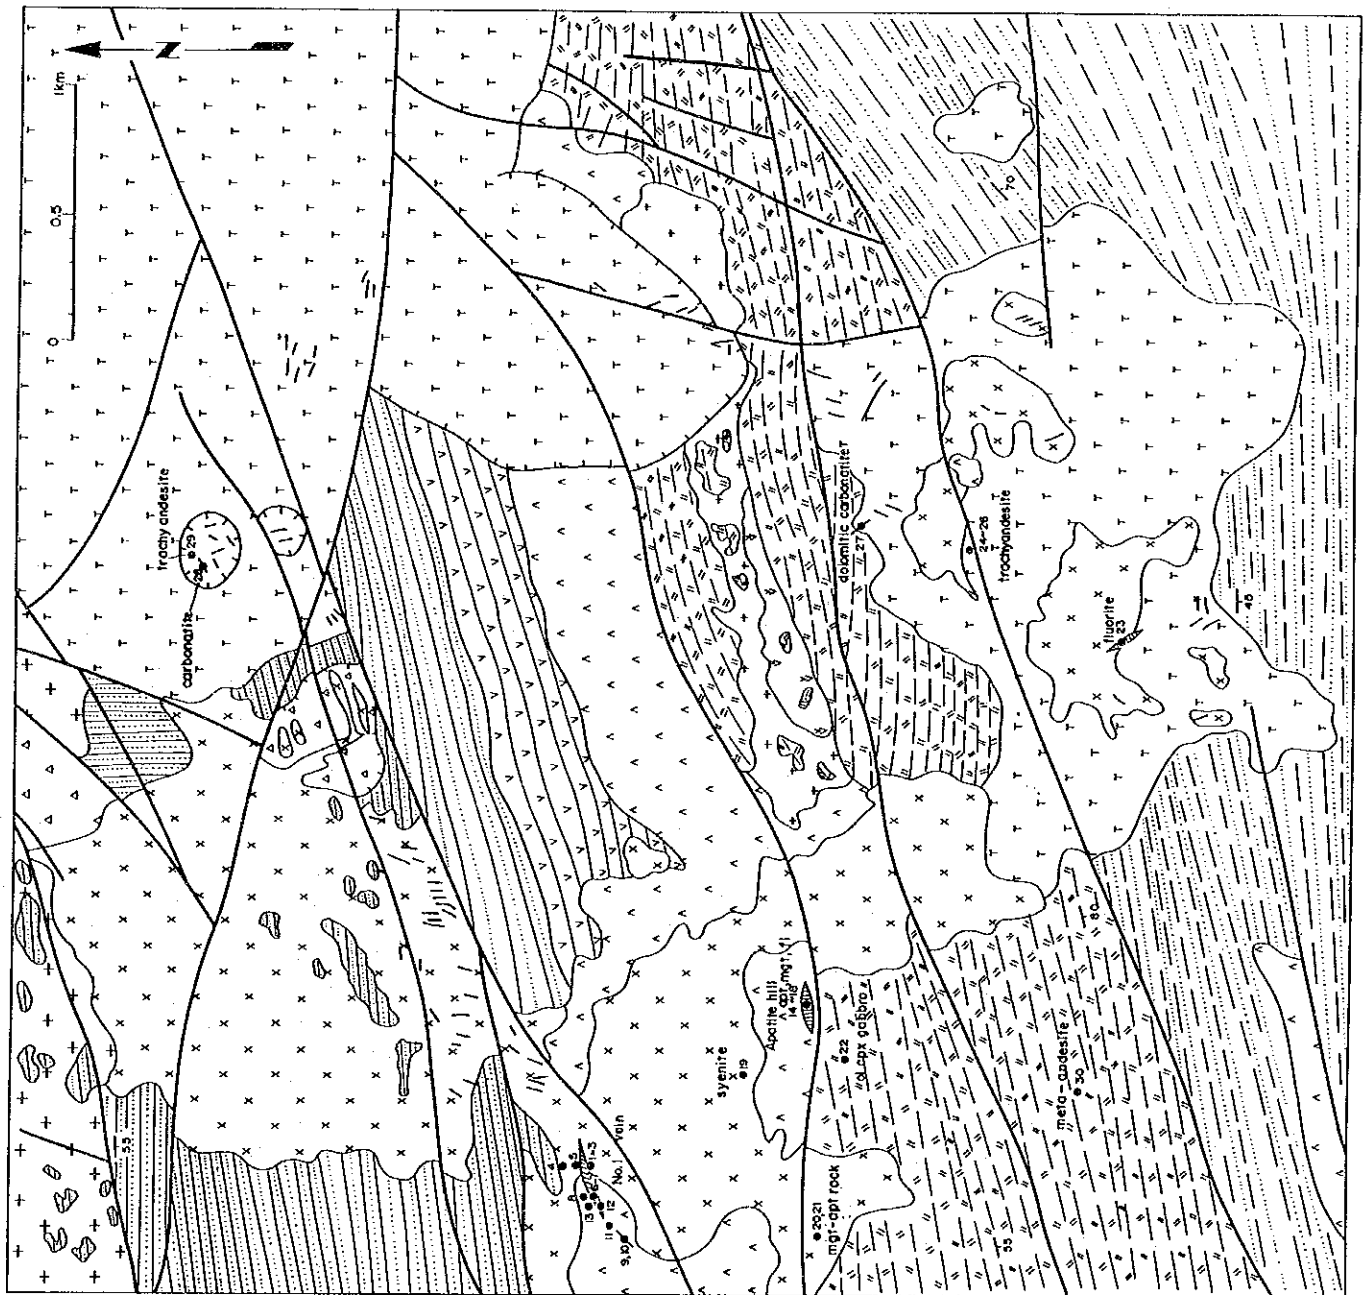 N
1km
0.5
0
trachyandesite
29
28
carbonatite
70
dolomitic carbonatite
27
24-26
trachyandesite
fluorite
23
48
Apatite hill
14-18
syenite
19
22
ol cpx gabbro
80
meta-andesite
30
55
4
5
1-3
8
6,7
13
12
11
9,10
No.1 vein
20,21
mgt-apt rock
55